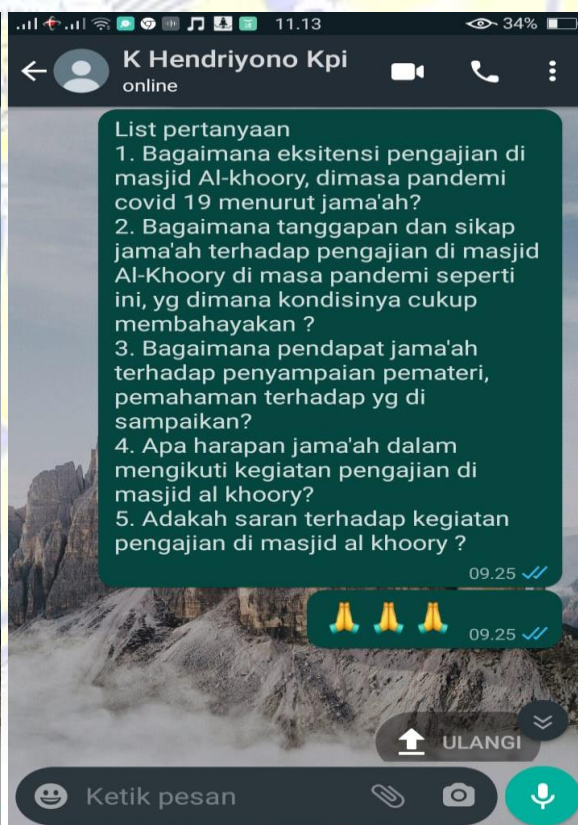 11.13
34%
K Hendriyono Kpi
online
List pertanyaan
1. Bagaimana eksitensi pengajian di
masjid Al-khoory, dimasa pandemi
covid 19 menurut jama'ah?
2. Bagaimana tanggapan dan sikap
jama'ah terhadap pengajian di masjid
Al-Khoory di masa pandemi seperti
ini, yg dimana kondisinya cukup
membahayakan ?
3. Bagaimana pendapat jama'ah
terhadap penyampaian pemateri,
pemahaman terhadap yg di
sampaikan?
4. Apa harapan jama'ah dalam
mengikuti kegiatan pengajian di
masjid al khoory?
5. Adakah saran terhadap kegiatan
pengajian di masjid al khoory ?
09.25
🙏🙏🙏
09.25
ULANGI
Ketik pesan